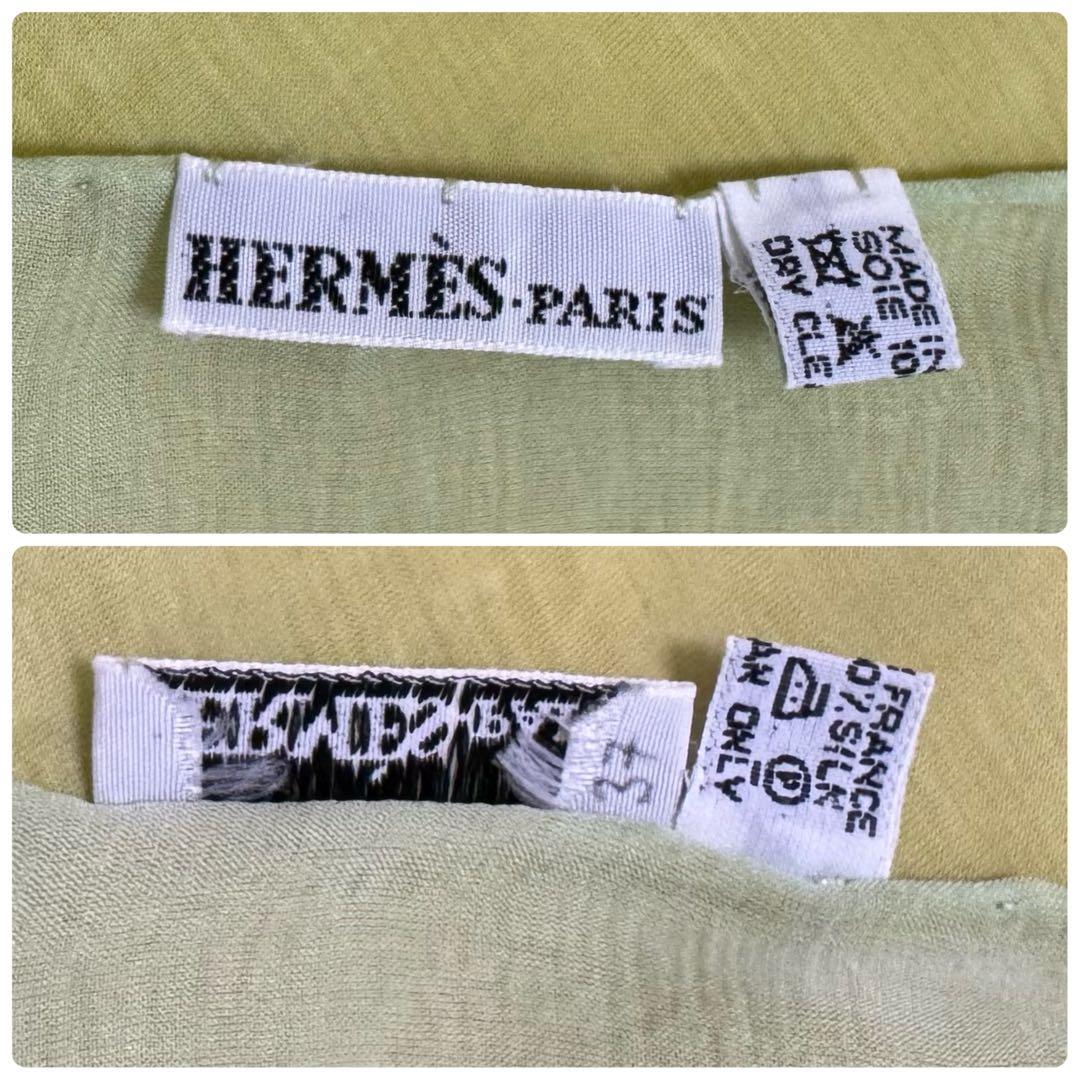 HERMÈS-PARIS
MADE IN
SOIE 10
DRY CLE
FRANCE
0% SILK
AN ONLY